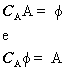 C_A A = ϕ
e
C_A ϕ = A